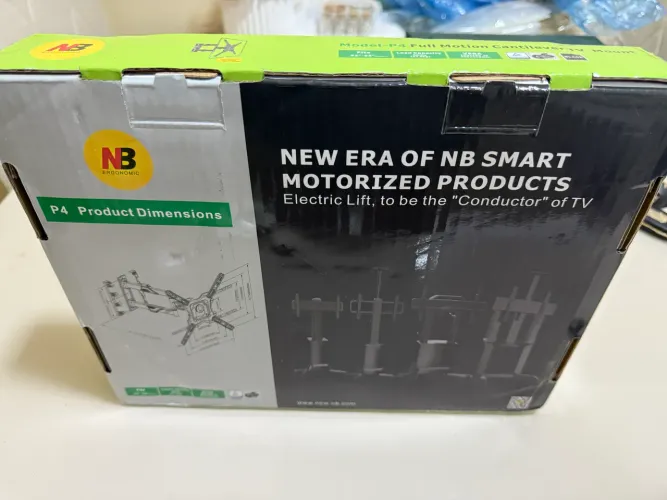 NB
Model-P4 Full Motion Cantilever TV Mount
NB
ERGONOMIC
P4 Product Dimensions
NEW ERA OF NB SMART
MOTORIZED PRODUCTS
Electric Lift, to be the "Conductor" of TV